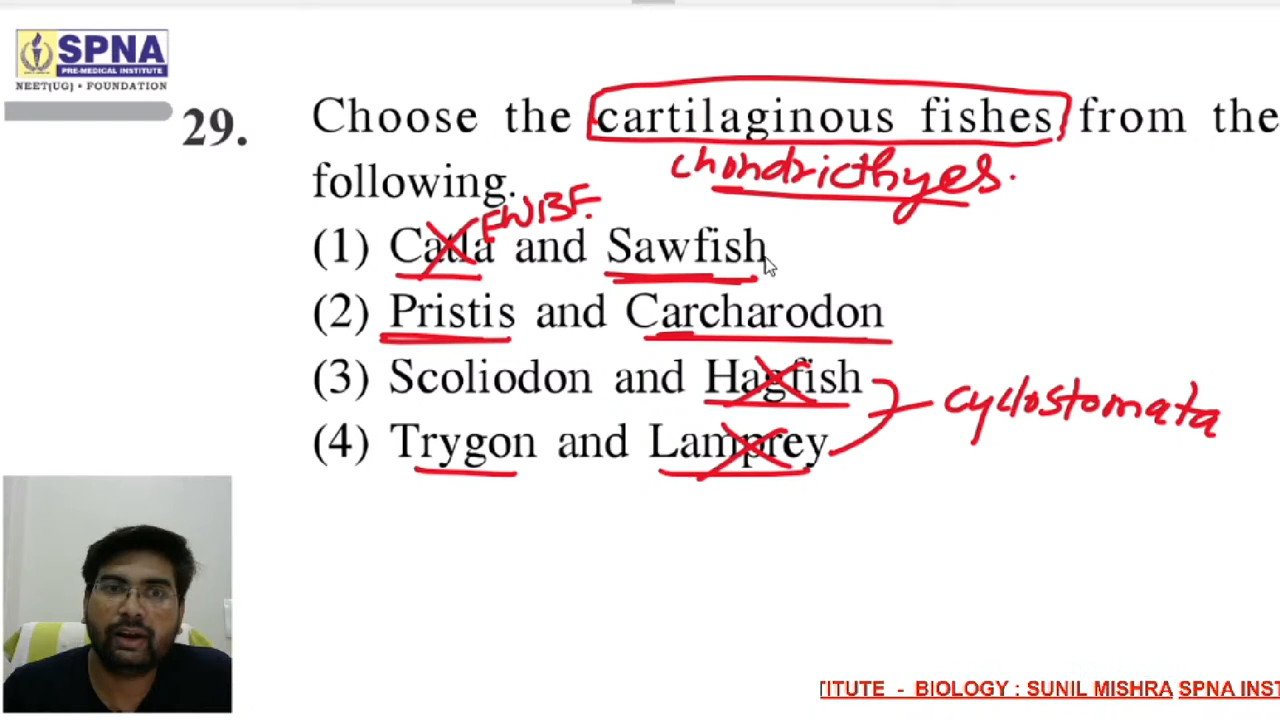 SPNA
PRE-MEDICAL INSTITUTE
NEET(UG) • FOUNDATION
29. Choose the cartilaginous fishes from the
chondricthyes.
following.
FWBF.
(1) Catla and Sawfish
(2) Pristis and Carcharodon
(3) Scoliodon and Hagfish
cyclostomata
(4) Trygon and Lamprey
TITUTE - BIOLOGY : SUNIL MISHRA SPNA INST